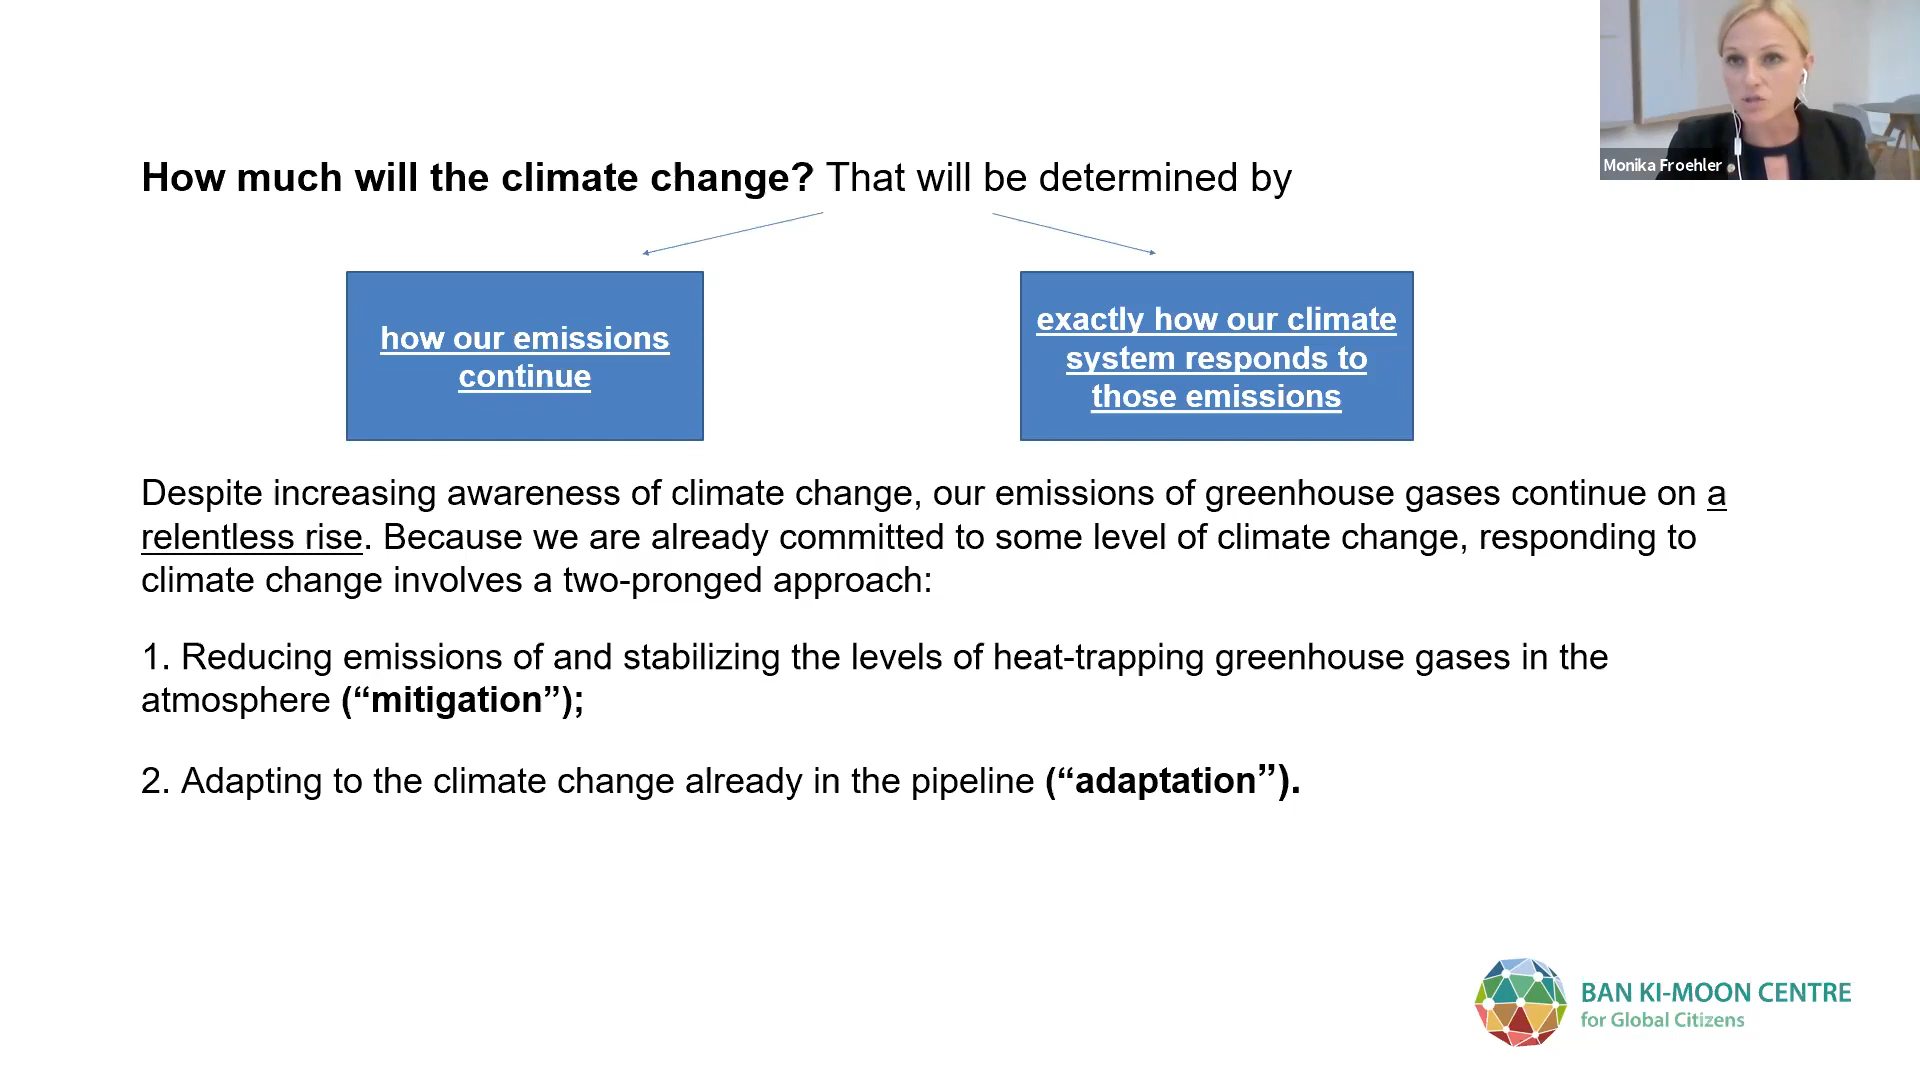 Monika Froehler
How much will the climate change? That will be determined by
how our emissions
continue
exactly how our climate
system responds to
those emissions
Despite increasing awareness of climate change, our emissions of greenhouse gases continue on a
relentless rise. Because we are already committed to some level of climate change, responding to
climate change involves a two-pronged approach:
1. Reducing emissions of and stabilizing the levels of heat-trapping greenhouse gases in the
atmosphere (“mitigation”);
2. Adapting to the climate change already in the pipeline (“adaptation”).
BAN KI-MOON CENTRE
for Global Citizens